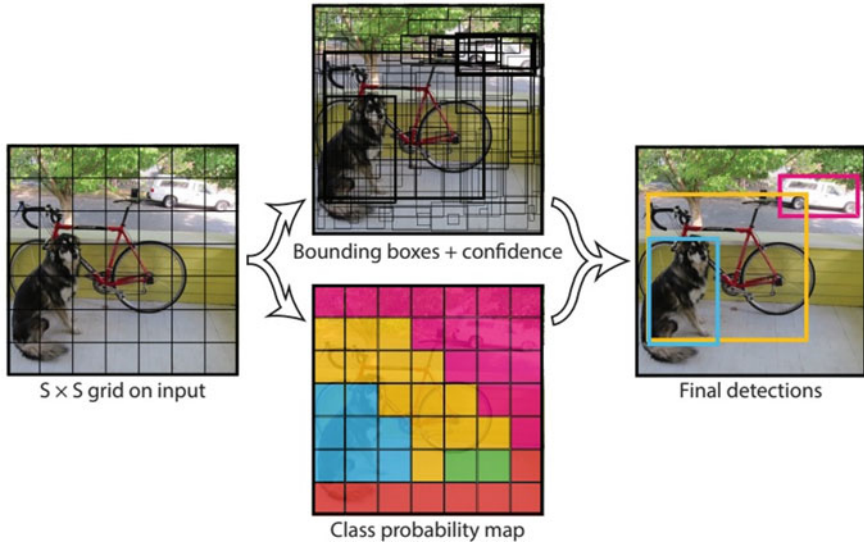 S × S grid on input
Bounding boxes + confidence
Class probability map
Final detections